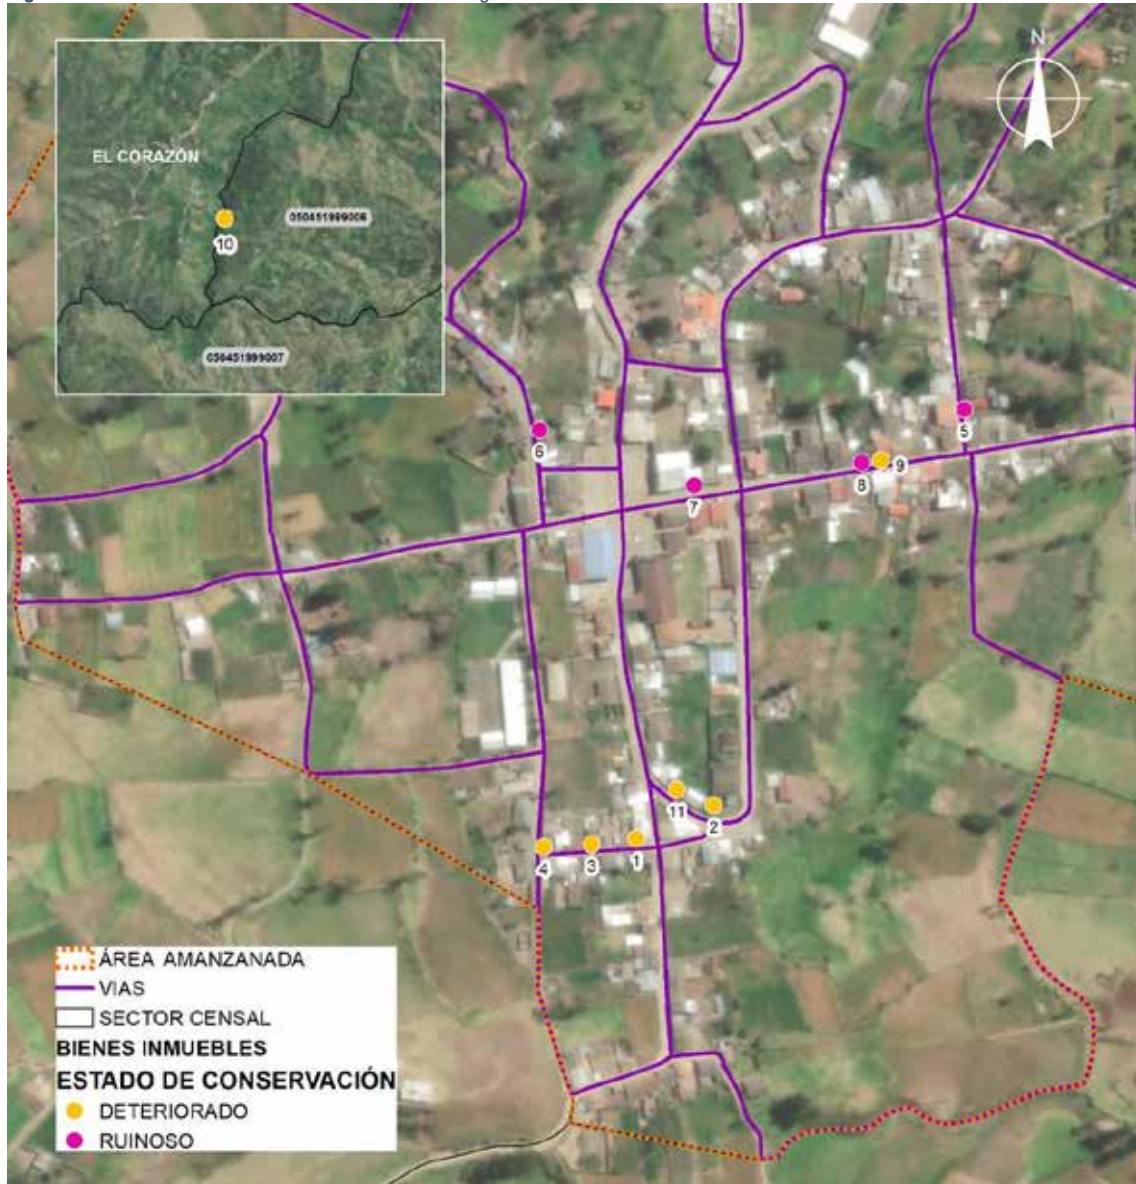 N
EL CORAZÓN
050451999006
10
050451999007
5
6
9
8
7
11
2
1
3
4
ÁREA AMANZANADA
VIAS
SECTOR CENSAL
BIENES INMUEBLES
ESTADO DE CONSERVACIÓN
DETERIORADO
RUINOSO